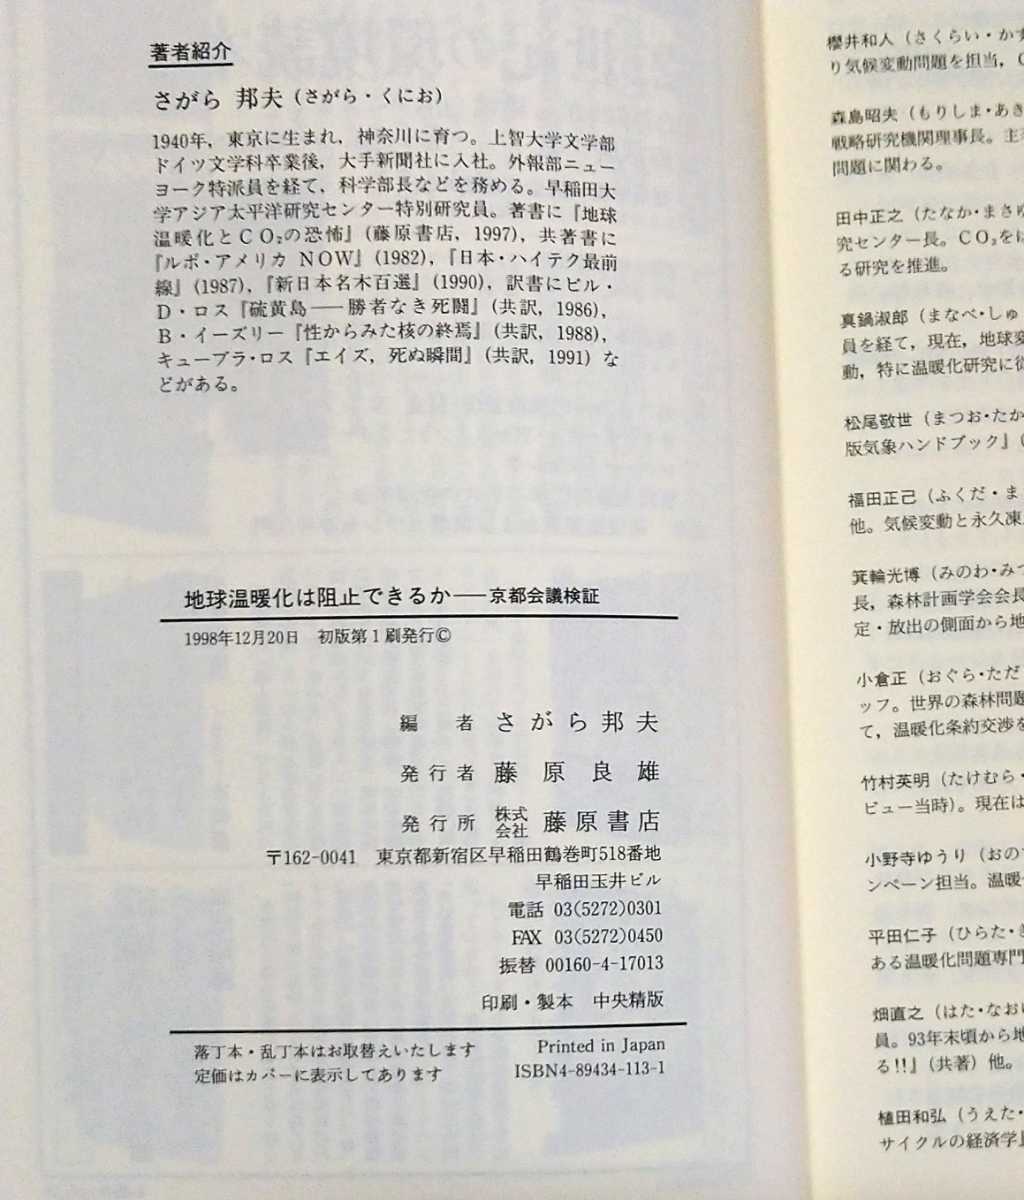 著者紹介
さがら 邦夫（さがら・くにお）
1940年，東京に生まれ，神奈川に育つ。上智大学文学部
ドイツ文学科卒業後，大手新聞社に入社。外報部ニュー
ヨーク特派員を経て，科学部長などを務める。早稲田大
学アジア太平洋研究センター特別研究員。著書に『地球
温暖化とＣＯ₂の恐怖』（藤原書店，1997），共著書に
『ルポ・アメリカ NOW』（1982），『日本・ハイテク最前
線』（1987），『新日本名木百選』（1990），訳書にビル・
Ｄ・ロス『硫黄島――勝者なき死闘』（共訳，1986），
Ｂ・イーズリー『性からみた核の終焉』（共訳，1988），
キューブラ・ロス『エイズ，死ぬ瞬間』（共訳，1991）な
どがある。
地球温暖化は阻止できるか――京都会議検証
1998年12月20日　初版第１刷発行©
編　者　さがら邦夫
発行者　藤原良雄
発行所　株式会社　藤原書店
〒162-0041　東京都新宿区早稲田鶴巻町518番地
早稲田玉井ビル
電話 03(5272)0301
FAX 03(5272)0450
振替 00160-4-17013
印刷・製本　中央精版
落丁本・乱丁本はお取替えいたします
定価はカバーに表示してあります
Printed in Japan
ISBN4-89434-113-1
櫻井和人（さくらい・かず
り気候変動問題を担当，
森島昭夫（もりしま・あき
戦略研究機関理事長。主
問題に関わる。
田中正之（たなか・まさゆ
究センター長。ＣＯ₂をは
る研究を推進。
真鍋淑郎（まなべ・しゅ
員を経て，現在，地球変
動，特に温暖化研究に従
松尾敬世（まつお・たか
版気象ハンドブック』（
福田正己（ふくだ・ま
他。気候変動と永久凍
箕輪光博（みのわ・みつ
長，森林計画学会会長
定・放出の側面から地
小倉正（おぐら・ただ
ッフ。世界の森林問題
て，温暖化条約交渉を
竹村英明（たけむら・
ビュー当時）。現在は
小野寺ゆうり（おの
ンペーン担当。温暖
平田仁子（ひらた・き
ある温暖化問題専門
畑直之（はた・なお
員。93年末頃から地
る!!』（共著）他。
植田和弘（うえた・
サイクルの経済学